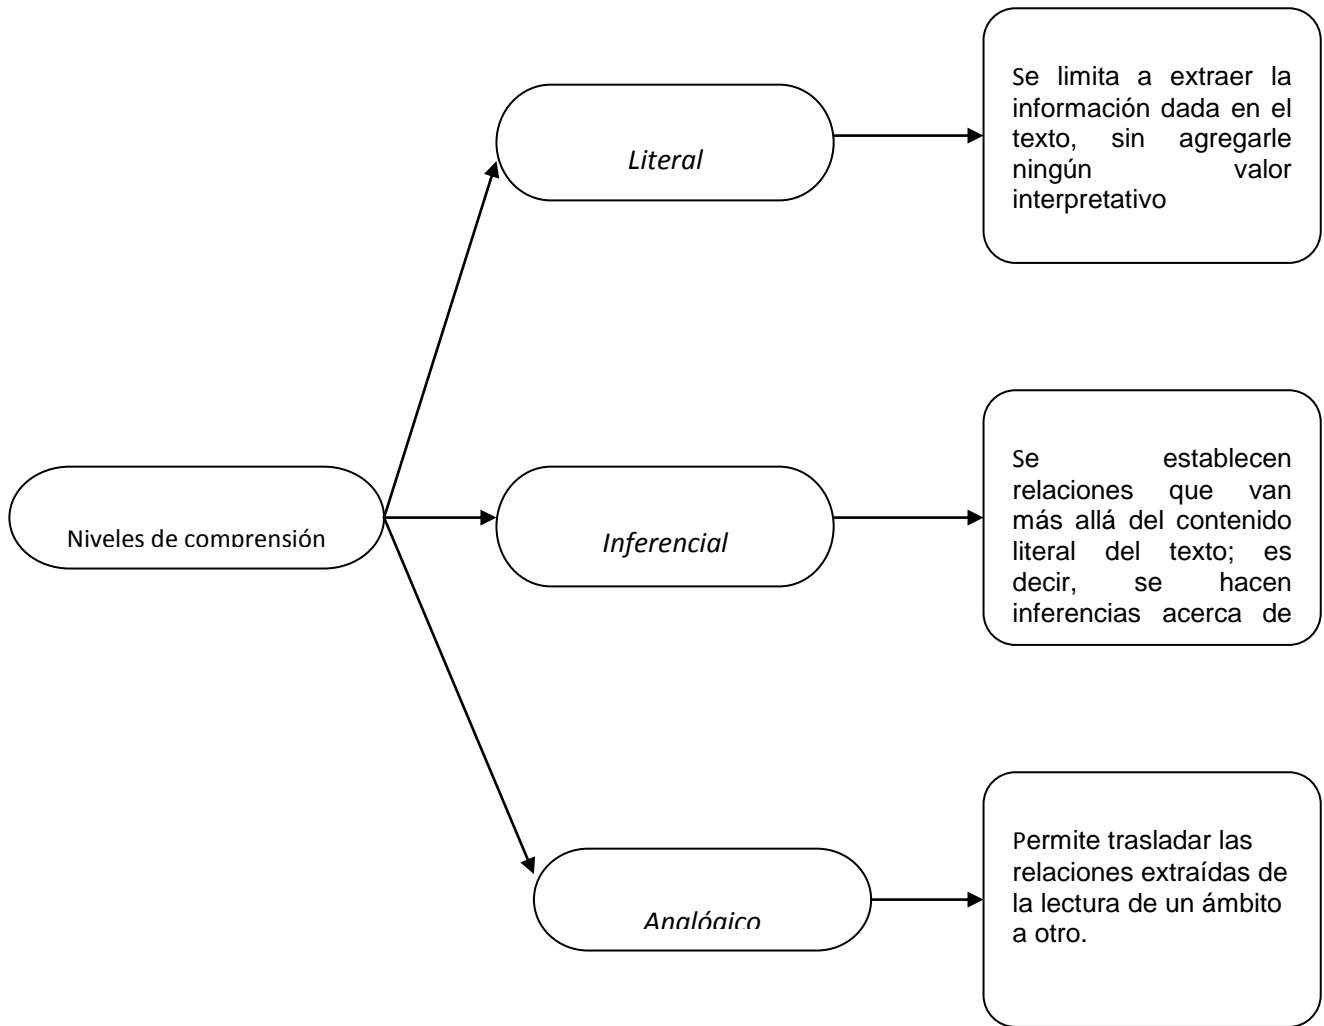 Se limita a extraer la
información dada en el
texto, sin agregarle
ningún valor
interpretativo
Literal
Se establecen
relaciones que van
más allá del contenido
literal del texto; es
decir, se hacen
inferencias acerca de
Niveles de comprensión
Inferencial
Permite trasladar las
relaciones extraídas de
la lectura de un ámbito
a otro.
Analógico